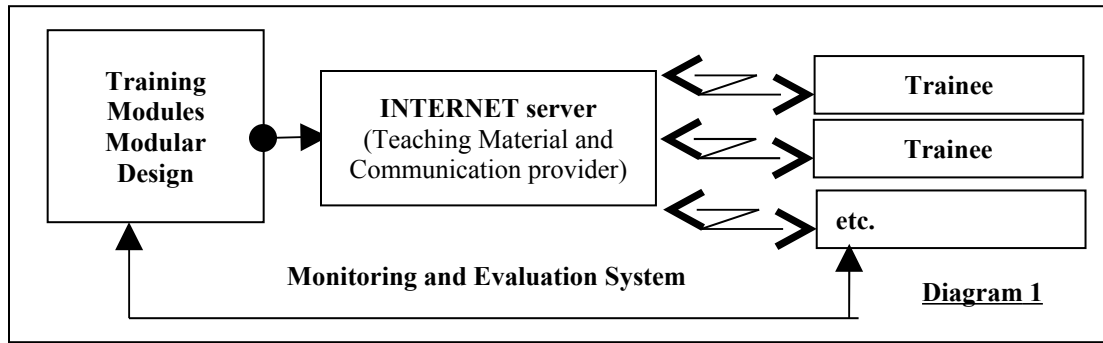 Training
Modules
Modular
Design
INTERNET server
(Teaching Material and
Communication provider)
Trainee
Trainee
etc.
Monitoring and Evaluation System
Diagram 1